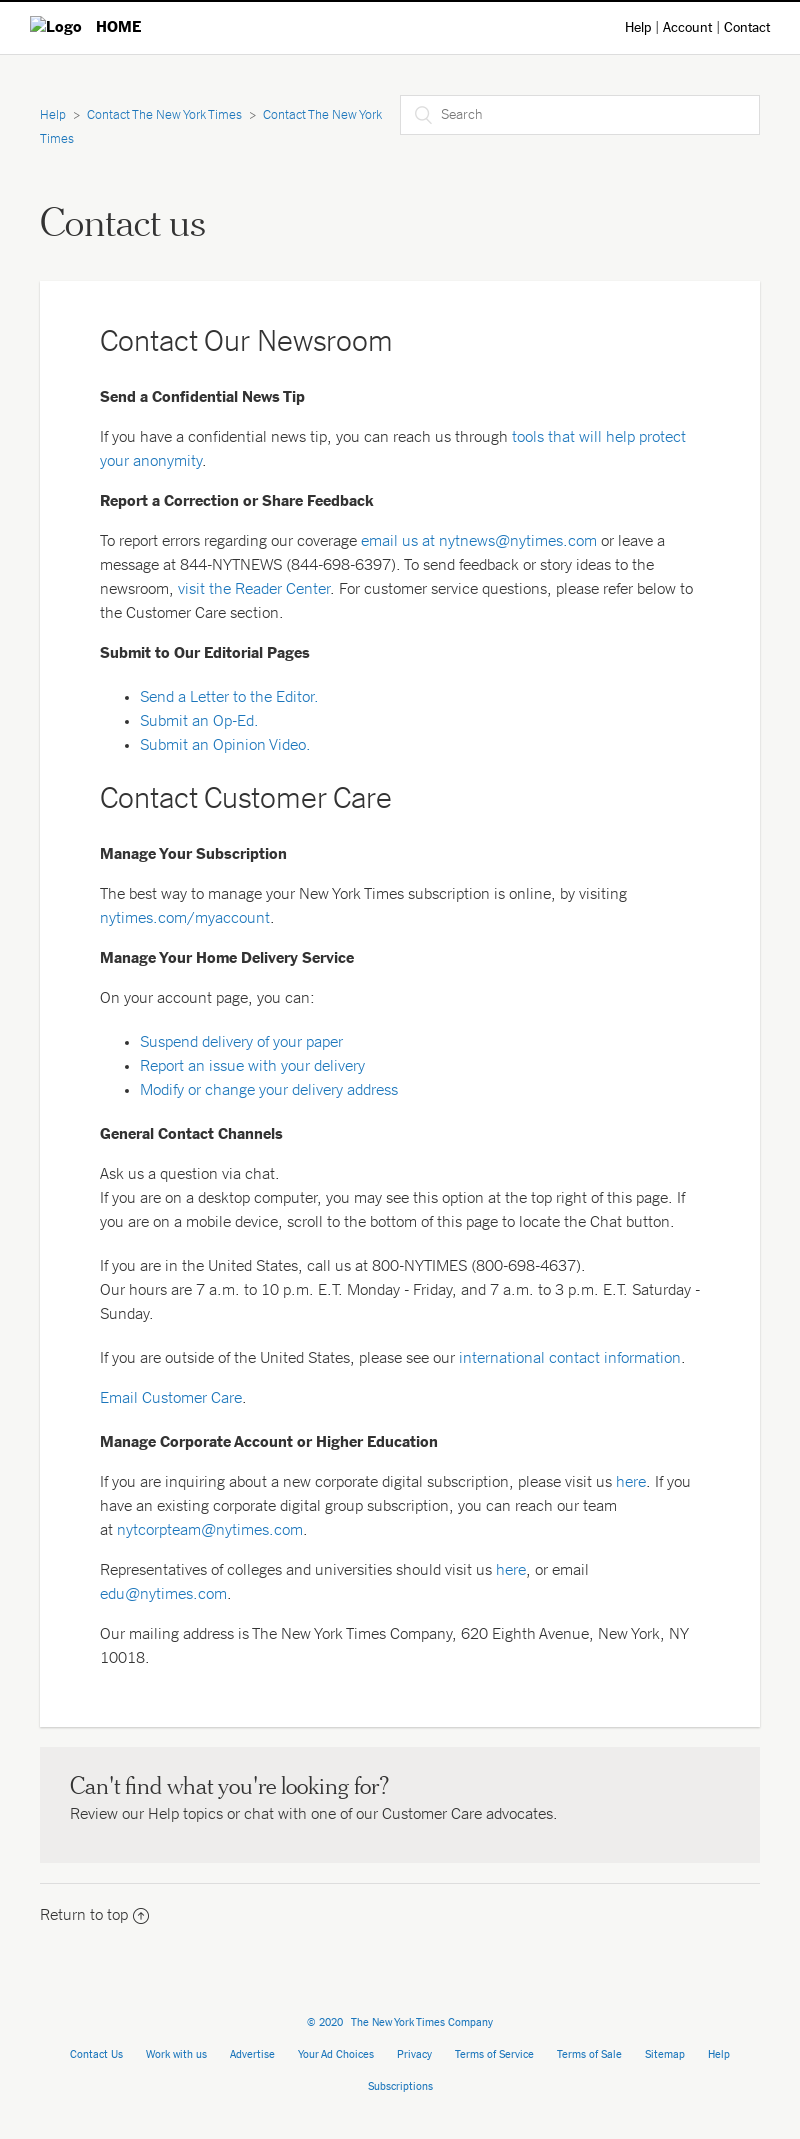 Logo HOME Help | Account | Contact
Help > Contact The New York Times > Contact The New York
Times
Search
Contact us
Contact Our Newsroom
Send a Confidential News Tip
If you have a confidential news tip, you can reach us through tools that will help protect
your anonymity.
Report a Correction or Share Feedback
To report errors regarding our coverage email us at nytnews@nytimes.com or leave a
message at 844-NYTNEWS (844-698-6397). To send feedback or story ideas to the
newsroom, visit the Reader Center. For customer service questions, please refer below to
the Customer Care section.
Submit to Our Editorial Pages
• Send a Letter to the Editor.
• Submit an Op-Ed.
• Submit an Opinion Video.
Contact Customer Care
Manage Your Subscription
The best way to manage your New York Times subscription is online, by visiting
nytimes.com/myaccount.
Manage Your Home Delivery Service
On your account page, you can:
• Suspend delivery of your paper
• Report an issue with your delivery
• Modify or change your delivery address
General Contact Channels
Ask us a question via chat.
If you are on a desktop computer, you may see this option at the top right of this page. If
you are on a mobile device, scroll to the bottom of this page to locate the Chat button.
If you are in the United States, call us at 800-NYTIMES (800-698-4637).
Our hours are 7 a.m. to 10 p.m. E.T. Monday - Friday, and 7 a.m. to 3 p.m. E.T. Saturday -
Sunday.
If you are outside of the United States, please see our international contact information.
Email Customer Care.
Manage Corporate Account or Higher Education
If you are inquiring about a new corporate digital subscription, please visit us here. If you
have an existing corporate digital group subscription, you can reach our team
at nytcorpteam@nytimes.com.
Representatives of colleges and universities should visit us here, or email
edu@nytimes.com.
Our mailing address is The New York Times Company, 620 Eighth Avenue, New York, NY
10018.
Can't find what you're looking for?
Review our Help topics or chat with one of our Customer Care advocates.
Return to top
© 2020 The New York Times Company
Contact Us Work with us Advertise Your Ad Choices Privacy Terms of Service Terms of Sale Sitemap Help
Subscriptions